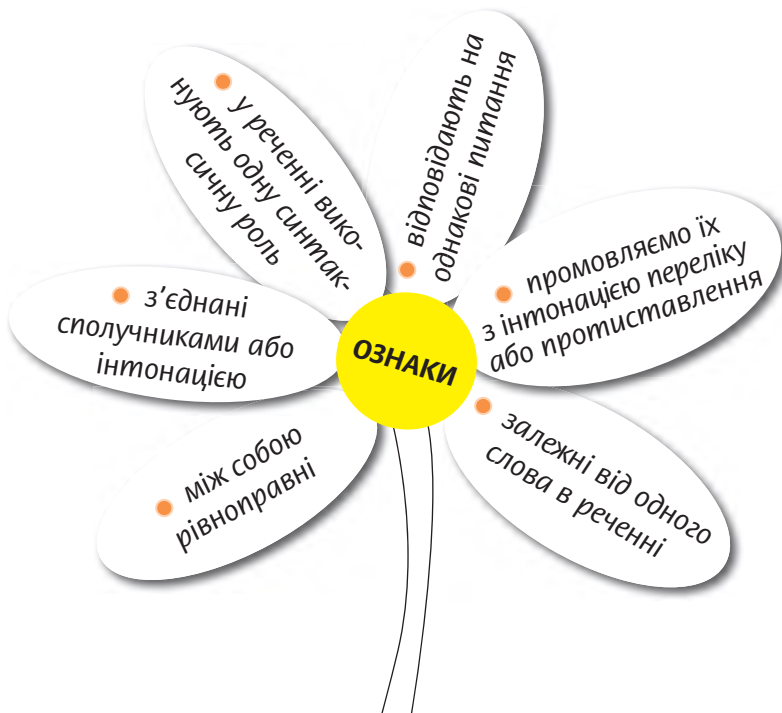 у реченні вико-
нують одну синтак-
сичну роль
відповідають на
однакові питання
промовляємо їх
з інтонацією переліку
або протиставлення
з’єднані
сполучниками або
інтонацією
ОЗНАКИ
залежні від одного
слова в реченні
між собою
рівноправні